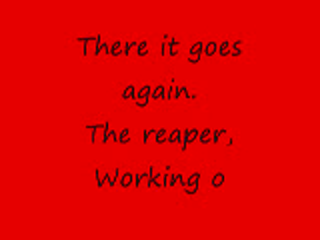 There it goes
again.
The reaper,
Working o